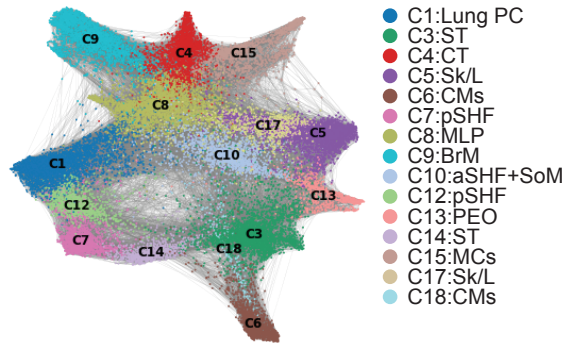 C9
C4
C15
C8
C17
C5
C10
C1
C13
C12
C3
C7
C14
C18
C6
C1:Lung PC
C3:ST
C4:CT
C5:Sk/L
C6:CMs
C7:pSHF
C8:MLP
C9:BrM
C10:aSHF+SoM
C12:pSHF
C13:PEO
C14:ST
C15:MCs
C17:Sk/L
C18:CMs